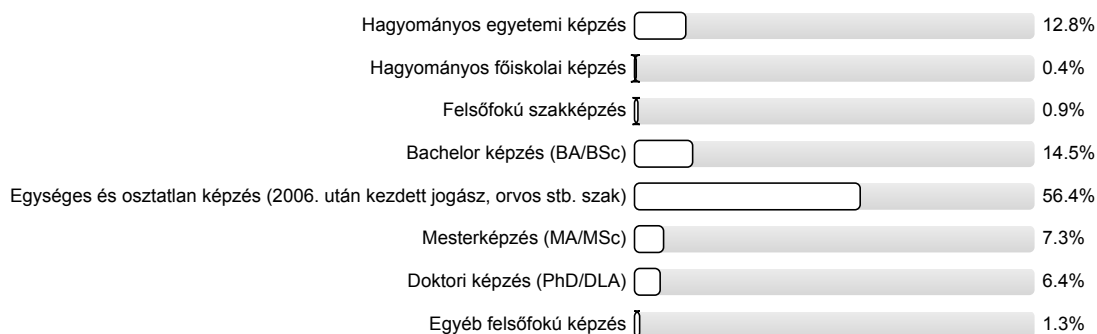 Hagyományos egyetemi képzés 12.8%
Hagyományos főiskolai képzés 0.4%
Felsőfokú szakképzés 0.9%
Bachelor képzés (BA/BSc) 14.5%
Egységes és osztatlan képzés (2006. után kezdett jogász, orvos stb. szak) 56.4%
Mesterképzés (MA/MSc) 7.3%
Doktori képzés (PhD/DLA) 6.4%
Egyéb felsőfokú képzés 1.3%